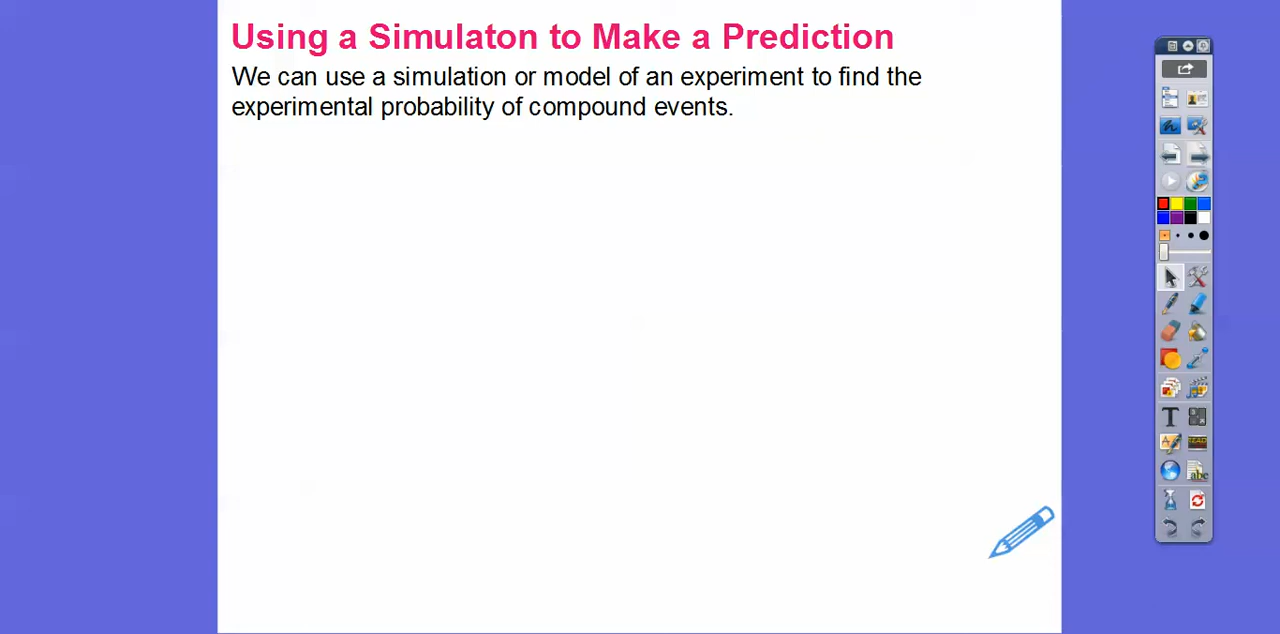 Using a Simulaton to Make a Prediction
We can use a simulation or model of an experiment to find the
experimental probability of compound events.